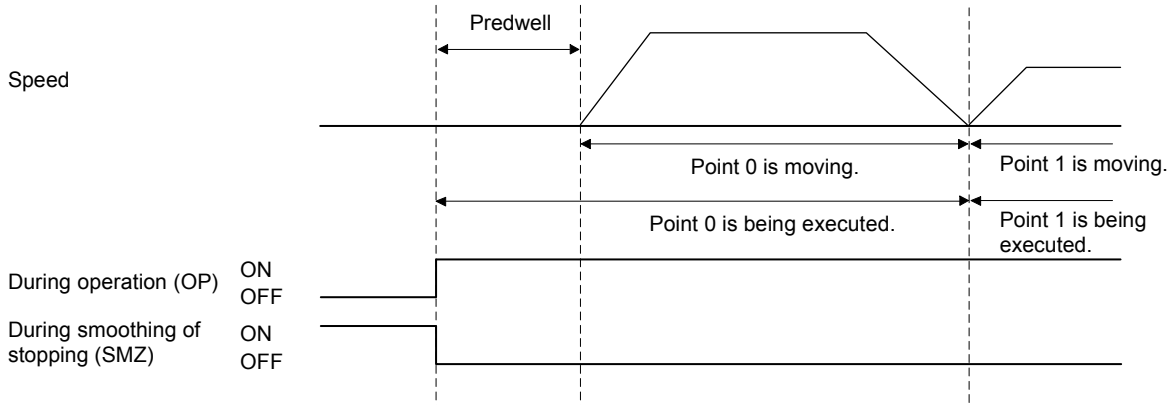 Predwell
Speed
Point 0 is moving.
Point 1 is moving.
Point 0 is being executed.
Point 1 is being
executed.
During operation (OP)
ON
OFF
During smoothing of
stopping (SMZ)
ON
OFF